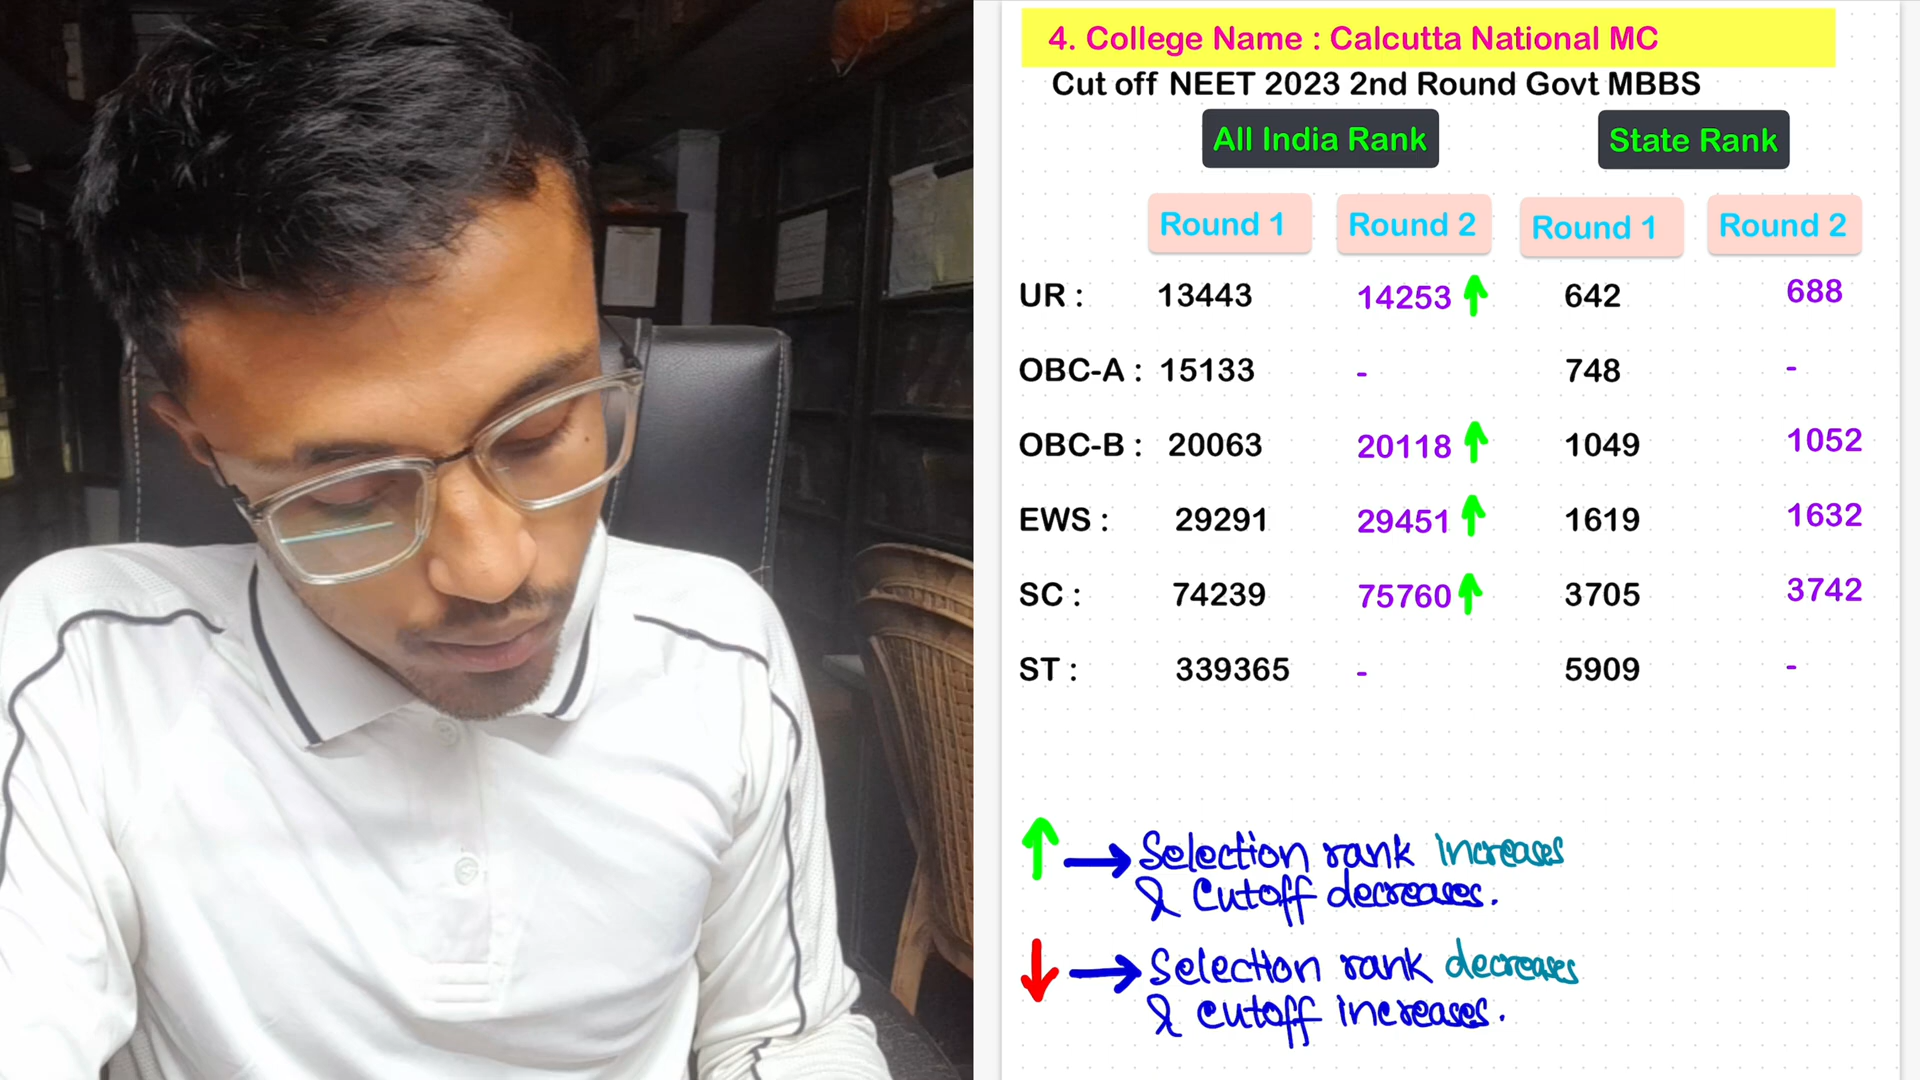 4. College Name : Calcutta National MC
Cut off NEET 2023 2nd Round Govt MBBS
All India Rank State Rank
Round 1 Round 2 Round 1 Round 2
UR : 13443 14253 642 688
OBC-A : 15133 - 748 -
OBC-B : 20063 20118 1049 1052
EWS : 29291 29451 1619 1632
SC : 74239 75760 3705 3742
ST : 339365 - 5909 -
Selection rank increases
& Cutoff decreases.
Selection rank decreases
& cutoff increases.